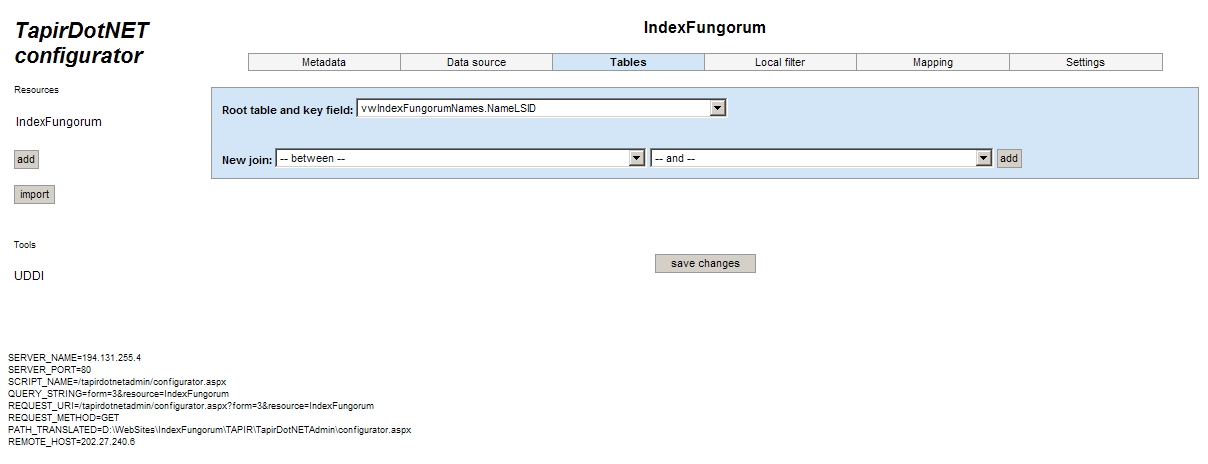 TapirDotNET
configurator
Resources
IndexFungorum
add
import
Tools
UDDI
IndexFungorum
Metadata Data source Tables Local filter Mapping Settings
Root table and key field: vwIndexFungorumNames.NameLSID
New join: -- between -- -- and -- add
save changes
SERVER_NAME=194.131.255.4
SERVER_PORT=80
SCRIPT_NAME=/tapirdotnetadmin/configurator.aspx
QUERY_STRING=form=3&resource=IndexFungorum
REQUEST_URI=/tapirdotnetadmin/configurator.aspx?form=3&resource=IndexFungorum
REQUEST_METHOD=GET
PATH_TRANSLATED=D:\WebSites\IndexFungorum\TAPIR\TapirDotNETAdmin\configurator.aspx
REMOTE_HOST=202.27.240.6